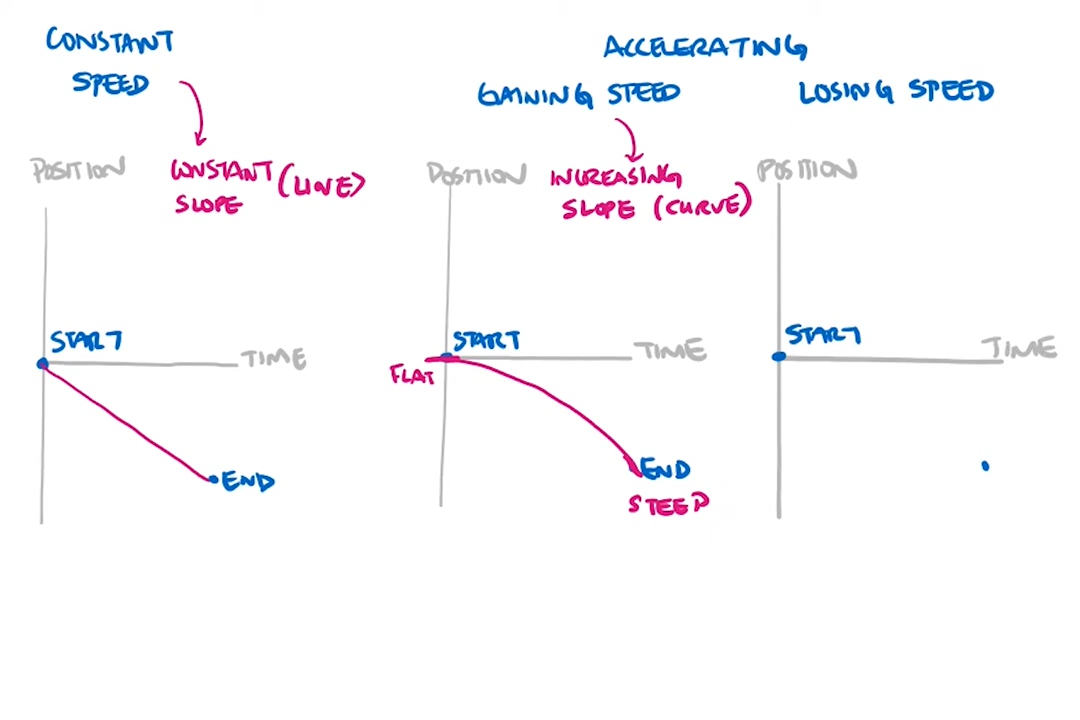 CONSTANT
SPEED
ACCELERATING
GAINING SPEED
LOSING SPEED
POSITION
CONSTANT (LINE)
SLOPE
START
TIME
END
POSITION
INCREASING
SLOPE (CURVE)
START
TIME
FLAT
END
STEEP
POSITION
START
TIME